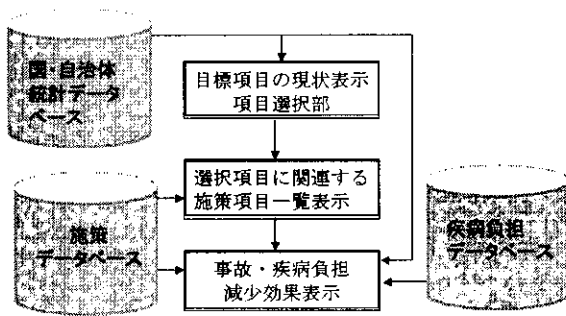 国・自治体
統計データ
ベース
目標項目の現状表示
項目選択部
選択項目に関連する
施策項目一覧表示
施策
データベース
疾病負担
データベース
事故・疾病負担
減少効果表示